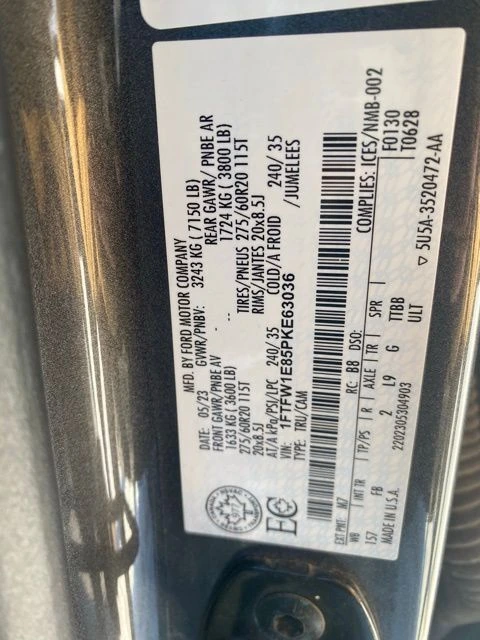 MFD. BY FORD MOTOR COMPANY
05/23 GVWR/PNBV: 3243 KG (7150 LB)
FRONT GAWR/PNBE AV REAR GAWR/PNBE AR
1633 KG (3600 LB) -- 1724 KG (3800 LB)
275/60R20 115T TIRES/PNEUS 275/60R20 115T
20x8.5J RIMS/JANTES 20x8.5J
AT/A kPa/PSI/LPC 240/35 COLD/A FROID 240/35
VIN: 1FTFW1E85PKE63036 /JUMELEES
TYPE: TRU/CAM
EC
COMPLIES: ICES/NMB-002
EXT PNT: M7 RC: B8 DSO: F0130
WB INT TR TP/PS R AXLE TR SPR T0628
157 FB 2 L9 G TTBB
ULT
2202305304903
MADE IN U.S.A. ▽ 5U5A-3520472-AA